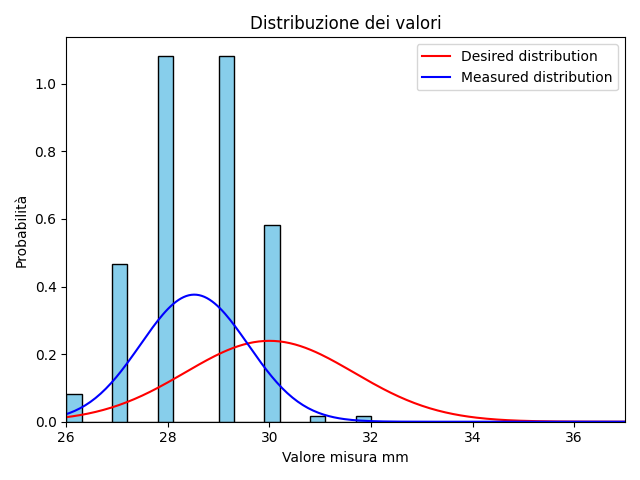 Distribuzione dei valori
Desired distribution
Measured distribution
Probabilità
1.0
0.8
0.6
0.4
0.2
0.0
26 28 30 32 34 36
Valore misura mm